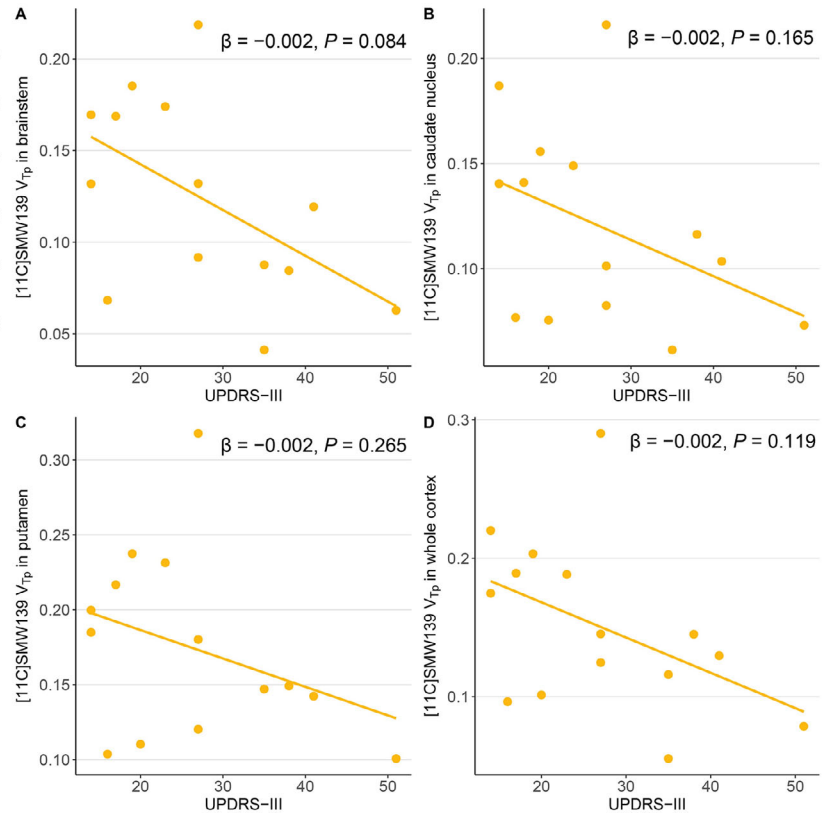 A
β = −0.002, P = 0.084
[11C]SMW139 VTp in brainstem
0.20
0.15
0.10
0.05
20 30 40 50
UPDRS−III
B
β = −0.002, P = 0.165
[11C]SMW139 VTp in caudate nucleus
0.20
0.15
0.10
20 30 40 50
UPDRS−III
C
β = −0.002, P = 0.265
[11C]SMW139 VTp in putamen
0.30
0.25
0.20
0.15
0.10
20 30 40 50
UPDRS−III
D
β = −0.002, P = 0.119
[11C]SMW139 VTp in whole cortex
0.3
0.2
0.1
20 30 40 50
UPDRS−III